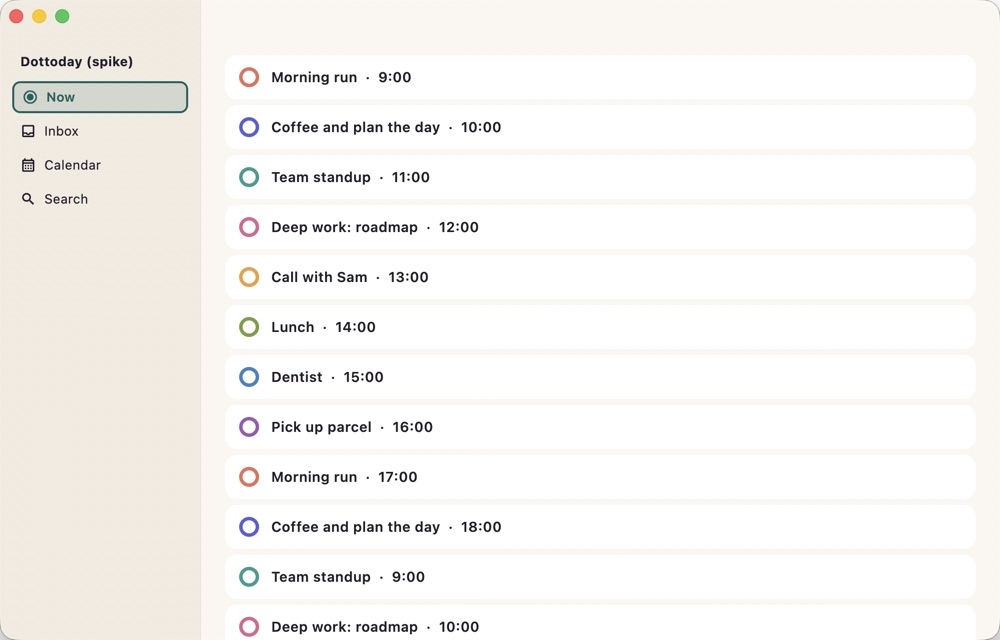 Dottoday (spike)
Now
Inbox
Calendar
Search
Morning run · 9:00
Coffee and plan the day · 10:00
Team standup · 11:00
Deep work: roadmap · 12:00
Call with Sam · 13:00
Lunch · 14:00
Dentist · 15:00
Pick up parcel · 16:00
Morning run · 17:00
Coffee and plan the day · 18:00
Team standup · 9:00
Deep work: roadmap · 10:00